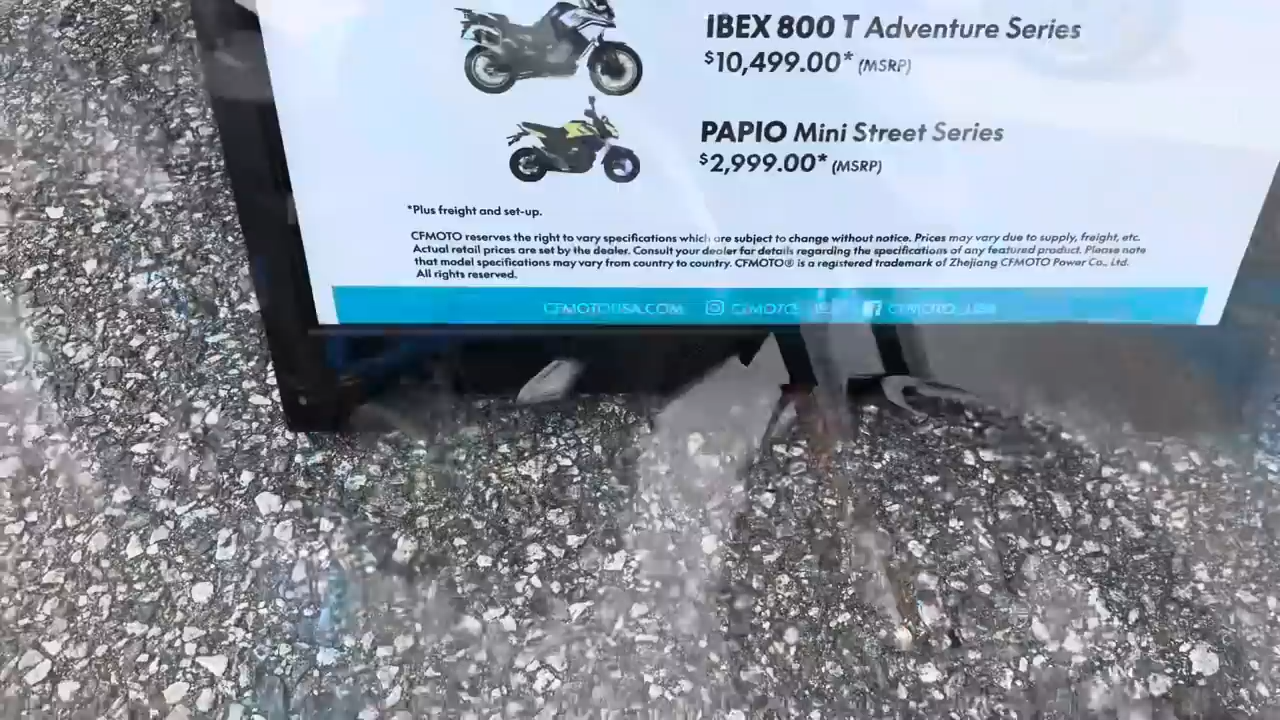 IBEX 800 T Adventure Series
$10,499.00* (MSRP)
PAPIO Mini Street Series
$2,999.00* (MSRP)
*Plus freight and set-up.
CFMOTO reserves the right to vary specifications which are subject to change without notice. Prices may vary due to supply, freight, etc.
Actual retail prices are set by the dealer. Consult your dealer for details regarding the specifications of any featured product. Please note
that model specifications may vary from country to country. CFMOTO® is a registered trademark of Zhejiang CFMOTO Power Co., Ltd.
All rights reserved.
CFMOTOUSA.COM CFMOTO_USA